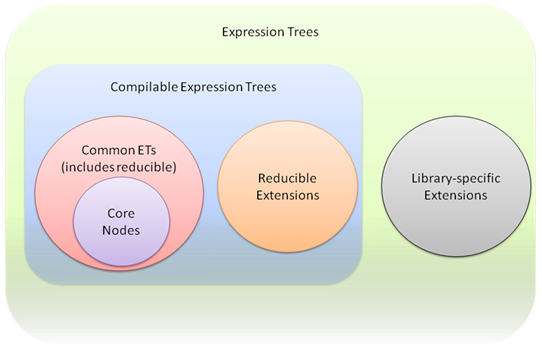 Expression Trees
Compilable Expression Trees
Common ETs
(includes reducible)
Core
Nodes
Reducible
Extensions
Library-specific
Extensions